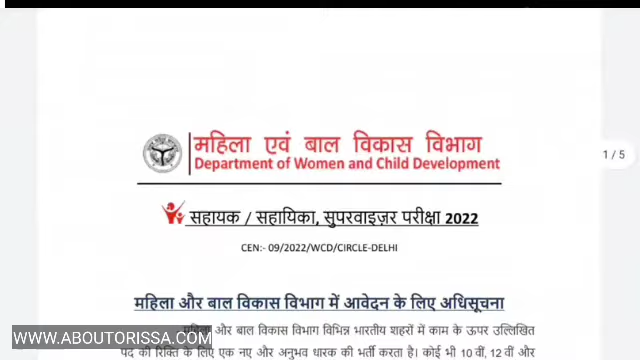 महिला एवं बाल विकास विभाग
Department of Women and Child Development
1 / 5
सहायक / सहायिका, सुपरवाइज़र परीक्षा 2022
CEN:- 09/2022/WCD/CIRCLE-DELHI
महिला और बाल विकास विभाग में आवेदन के लिए अधिसूचना
महिला और बाल विकास विभाग विभिन्न भारतीय शहरों में काम के ऊपर उल्लिखित
पद की रिक्ति के लिए एक नए और अनुभव धारक की भर्ती करता है। कोई भी 10 वीं, 12 वीं और
WWW.ABOUTORISSA.COM